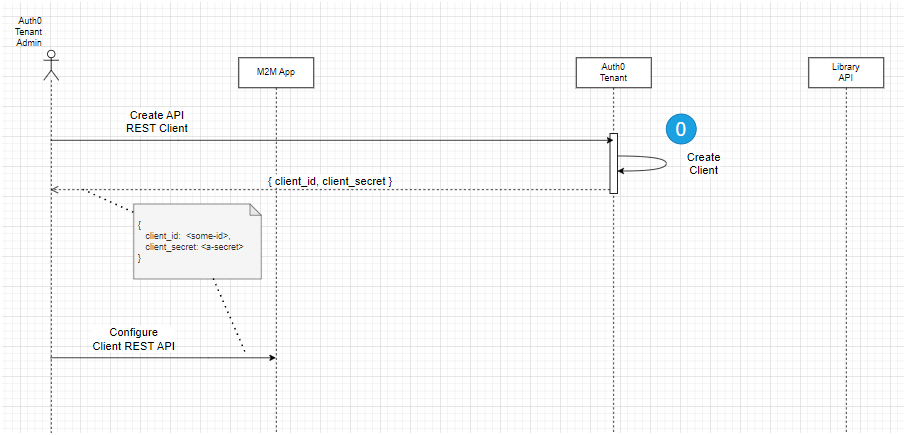 Auth0
Tenant
Admin
M2M App
Auth0
Tenant
Library
API
Create API
REST Client
0
Create
Client
{ client_id, client_secret }
{
client_id: <some-id>,
client_secret: <a-secret>
}
Configure
Client REST API